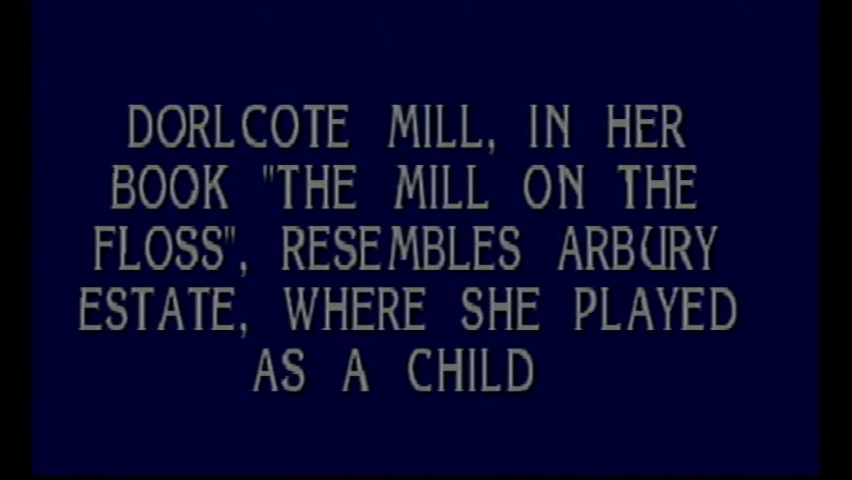 DORLCOTE MILL, IN HER
BOOK "THE MILL ON THE
FLOSS", RESEMBLES ARBURY
ESTATE, WHERE SHE PLAYED
AS A CHILD